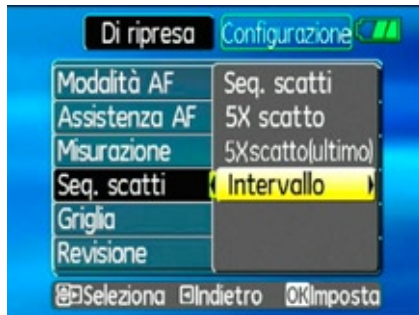 Di ripresa Configurazione
Modalità AF Seq. scatti
Assistenza AF 5X scatto
Misurazione 5Xscatto(ultimo)
Seq. scatti Intervallo
Griglia
Revisione
Seleziona Indietro OK Imposta